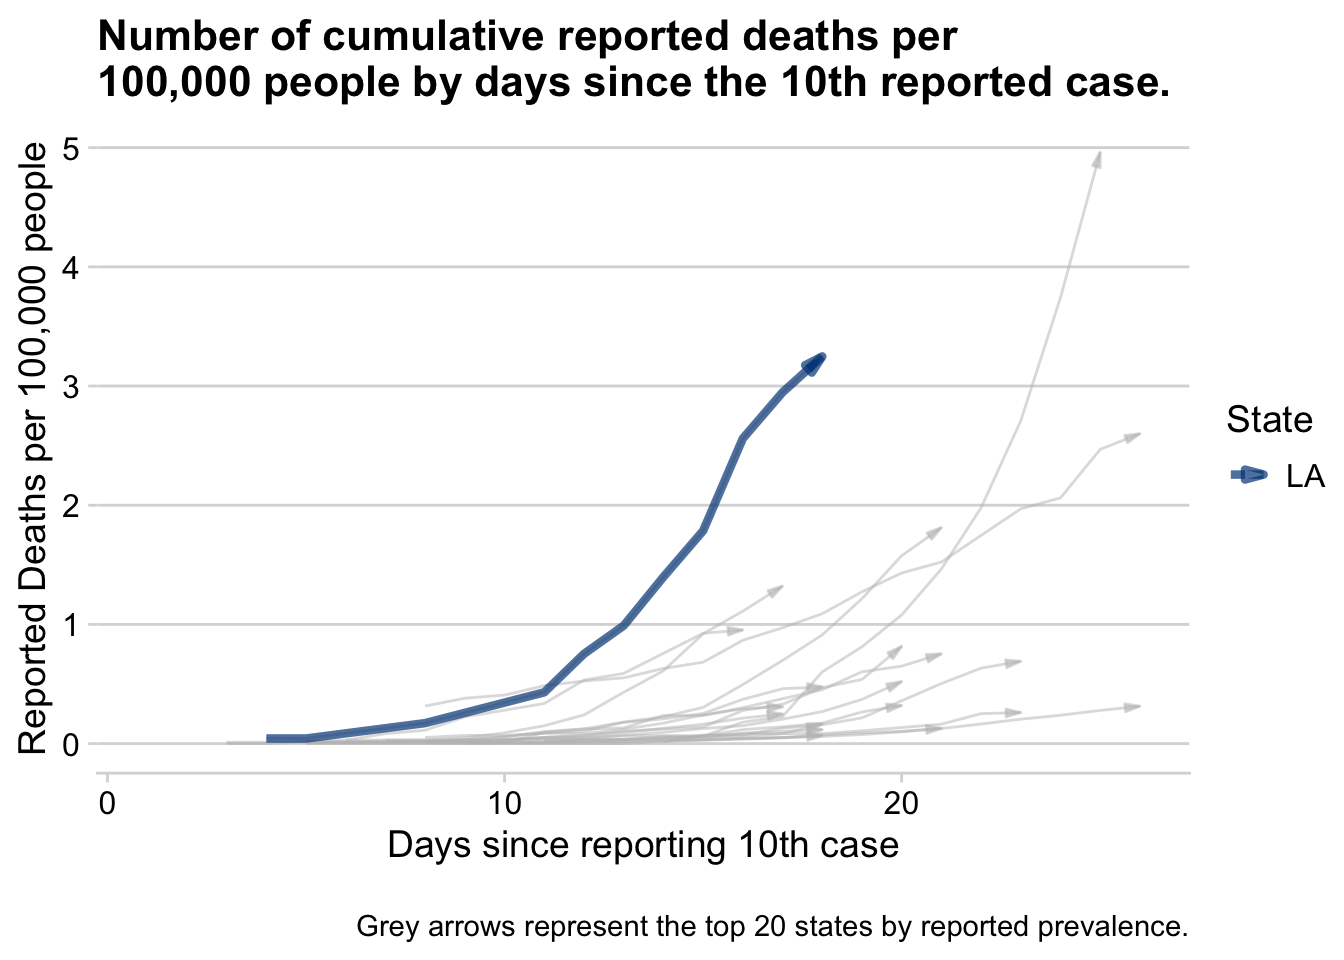 Number of cumulative reported deaths per
100,000 people by days since the 10th reported case.
Reported Deaths per 100,000 people
5
4
3
2
1
0
0 10 20
Days since reporting 10th case
State
LA
Grey arrows represent the top 20 states by reported prevalence.